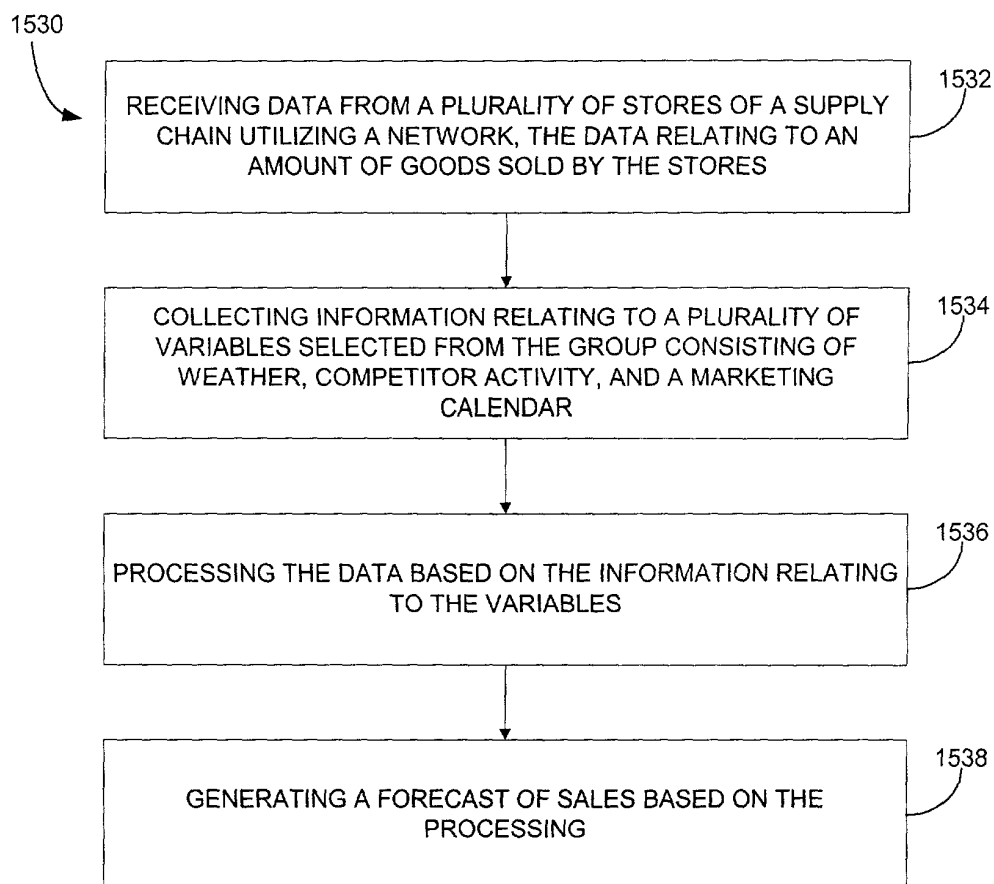 1530
1532
RECEIVING DATA FROM A PLURALITY OF STORES OF A SUPPLY
CHAIN UTILIZING A NETWORK, THE DATA RELATING TO AN
AMOUNT OF GOODS SOLD BY THE STORES
1534
COLLECTING INFORMATION RELATING TO A PLURALITY OF
VARIABLES SELECTED FROM THE GROUP CONSISTING OF
WEATHER, COMPETITOR ACTIVITY, AND A MARKETING
CALENDAR
1536
PROCESSING THE DATA BASED ON THE INFORMATION RELATING
TO THE VARIABLES
1538
GENERATING A FORECAST OF SALES BASED ON THE
PROCESSING